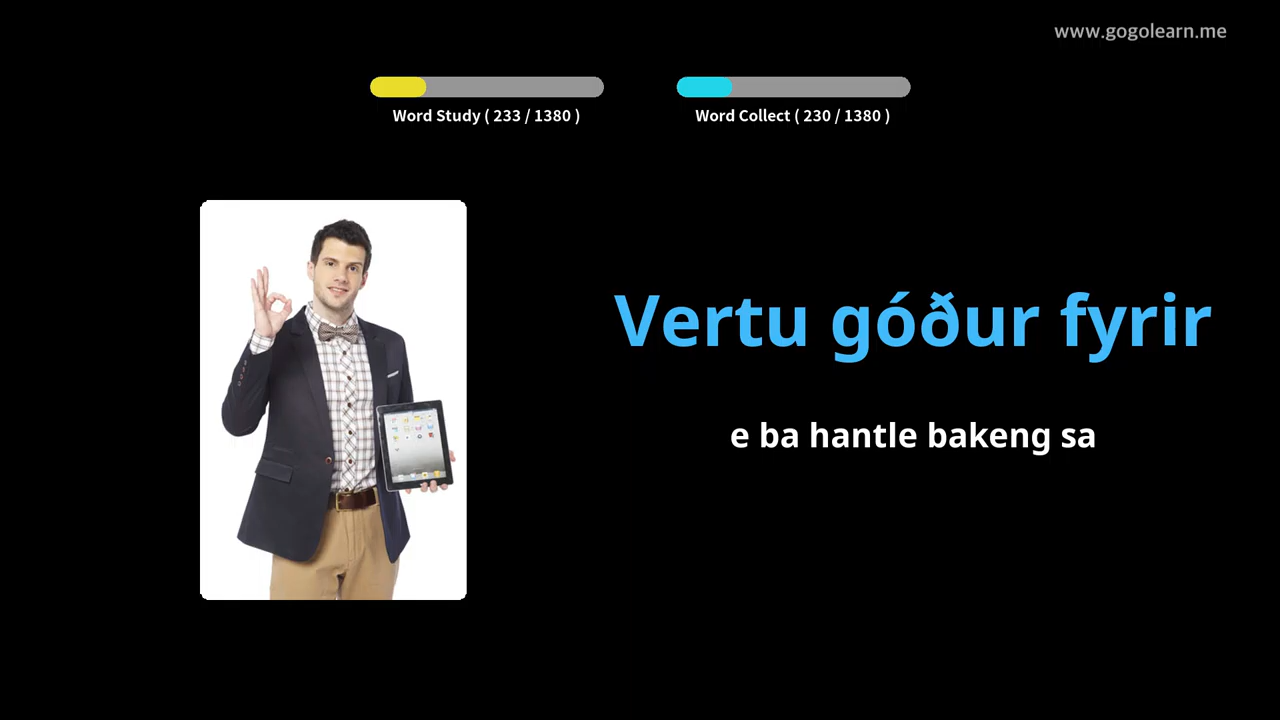 www.gogolearn.me
Word Study ( 233 / 1380 )
Word Collect ( 230 / 1380 )
Vertu góður fyrir
e ba hantle bakeng sa